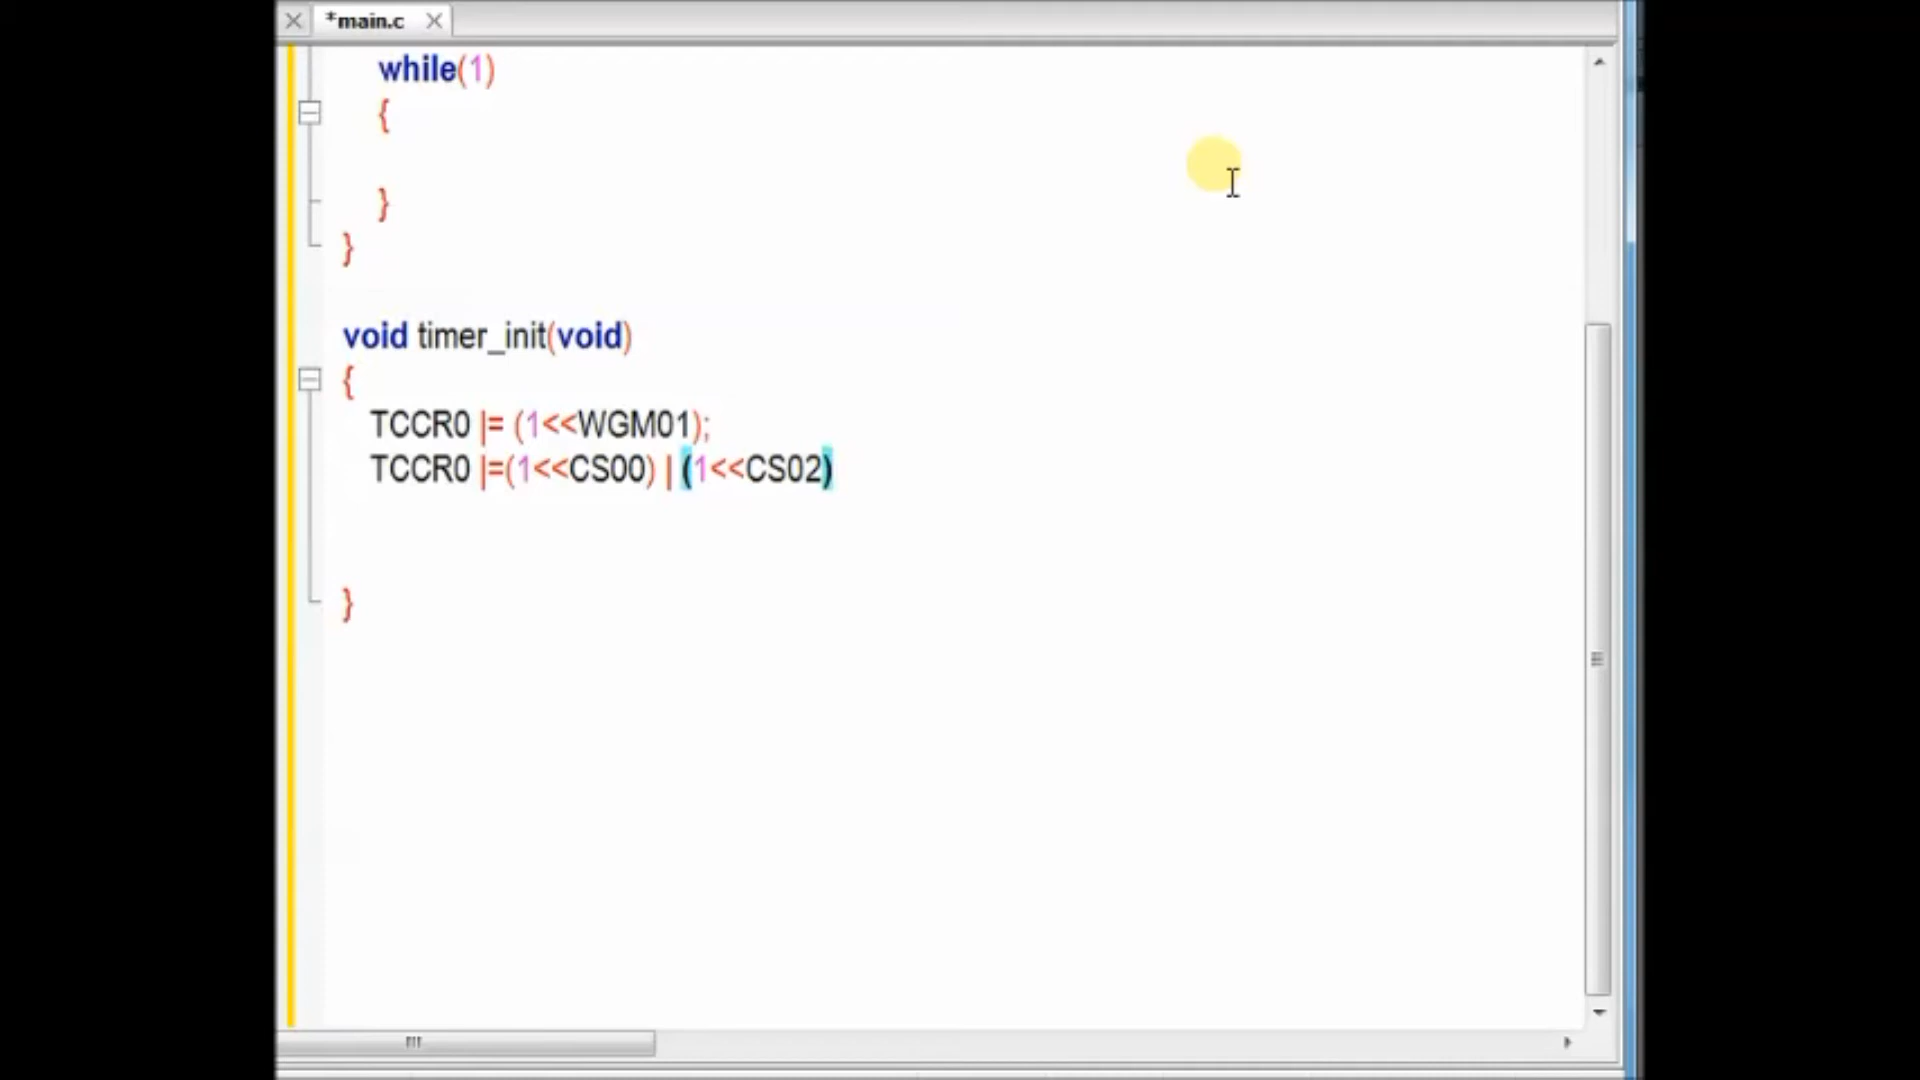 *main.c
while(1)
{
}
}
void timer_init(void)
{
TCCR0 |= (1<<WGM01);
TCCR0 |=(1<<CS00) | (1<<CS02)
}